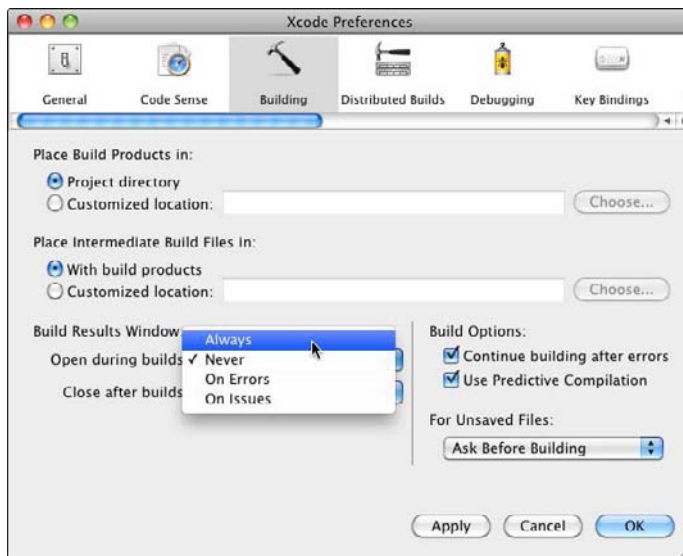 Xcode Preferences
General Code Sense Building Distributed Builds Debugging Key Bindings
Place Build Products in:
Project directory
Customized location: Choose...
Place Intermediate Build Files in:
With build products
Customized location: Choose...
Build Results Window:
Open during builds
Close after builds
Always
✓ Never
On Errors
On Issues
Build Options:
Continue building after errors
Use Predictive Compilation
For Unsaved Files:
Ask Before Building
Apply Cancel OK